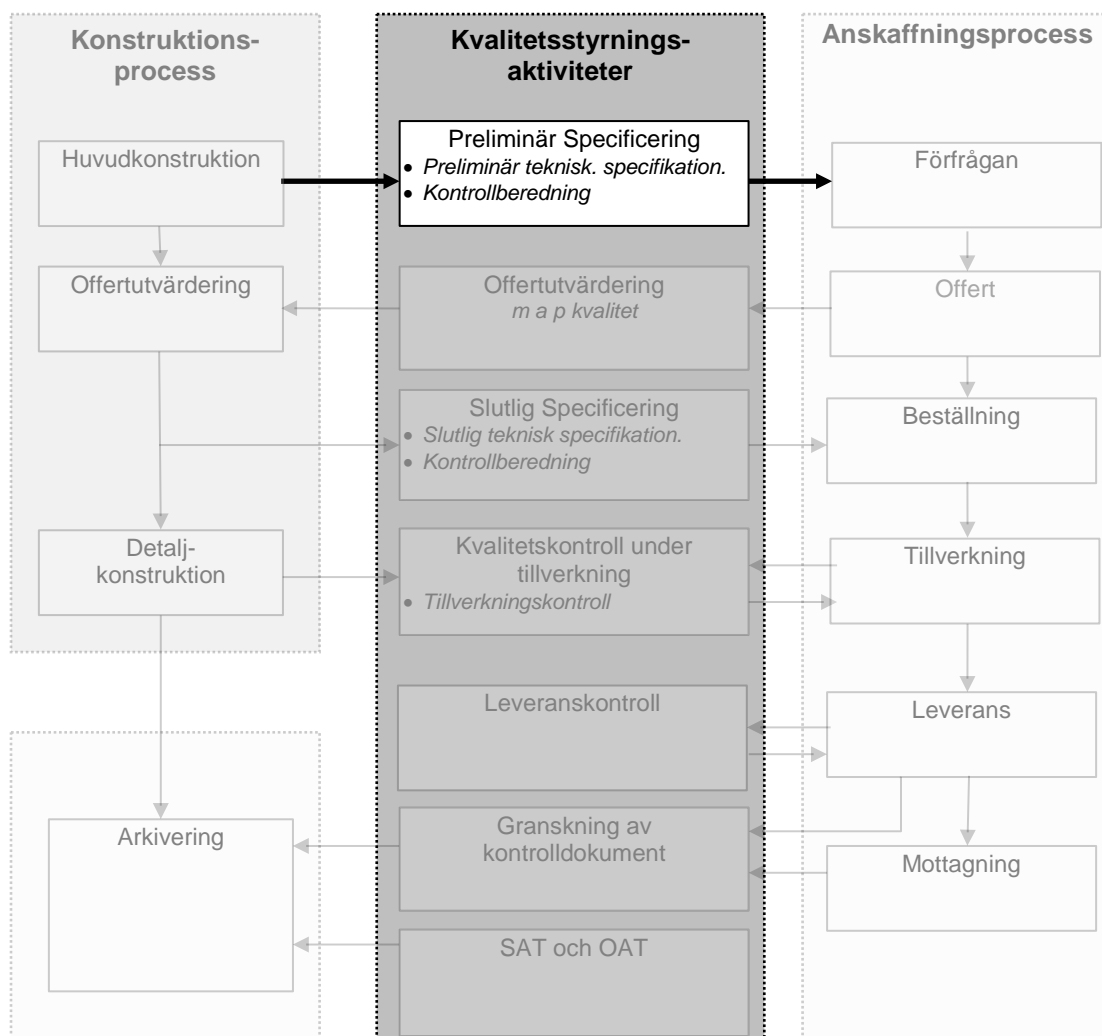 Konstruktions-
process
Kvalitetsstyrnings-
aktiviteter
Anskaffningsprocess
Huvudkonstruktion
Preliminär Specificering
• Preliminär teknisk. specifikation.
• Kontrollberedning
Förfrågan
Offertutvärdering
Offertutvärdering
m a p kvalitet
Offert
Slutlig Specificering
• Slutlig teknisk specifikation.
• Kontrollberedning
Beställning
Detalj-
konstruktion
Kvalitetskontroll under
tillverkning
• Tillverkningskontroll
Tillverkning
Leveranskontroll
Leverans
Arkivering
Granskning av
kontrolldokument
Mottagning
SAT och OAT